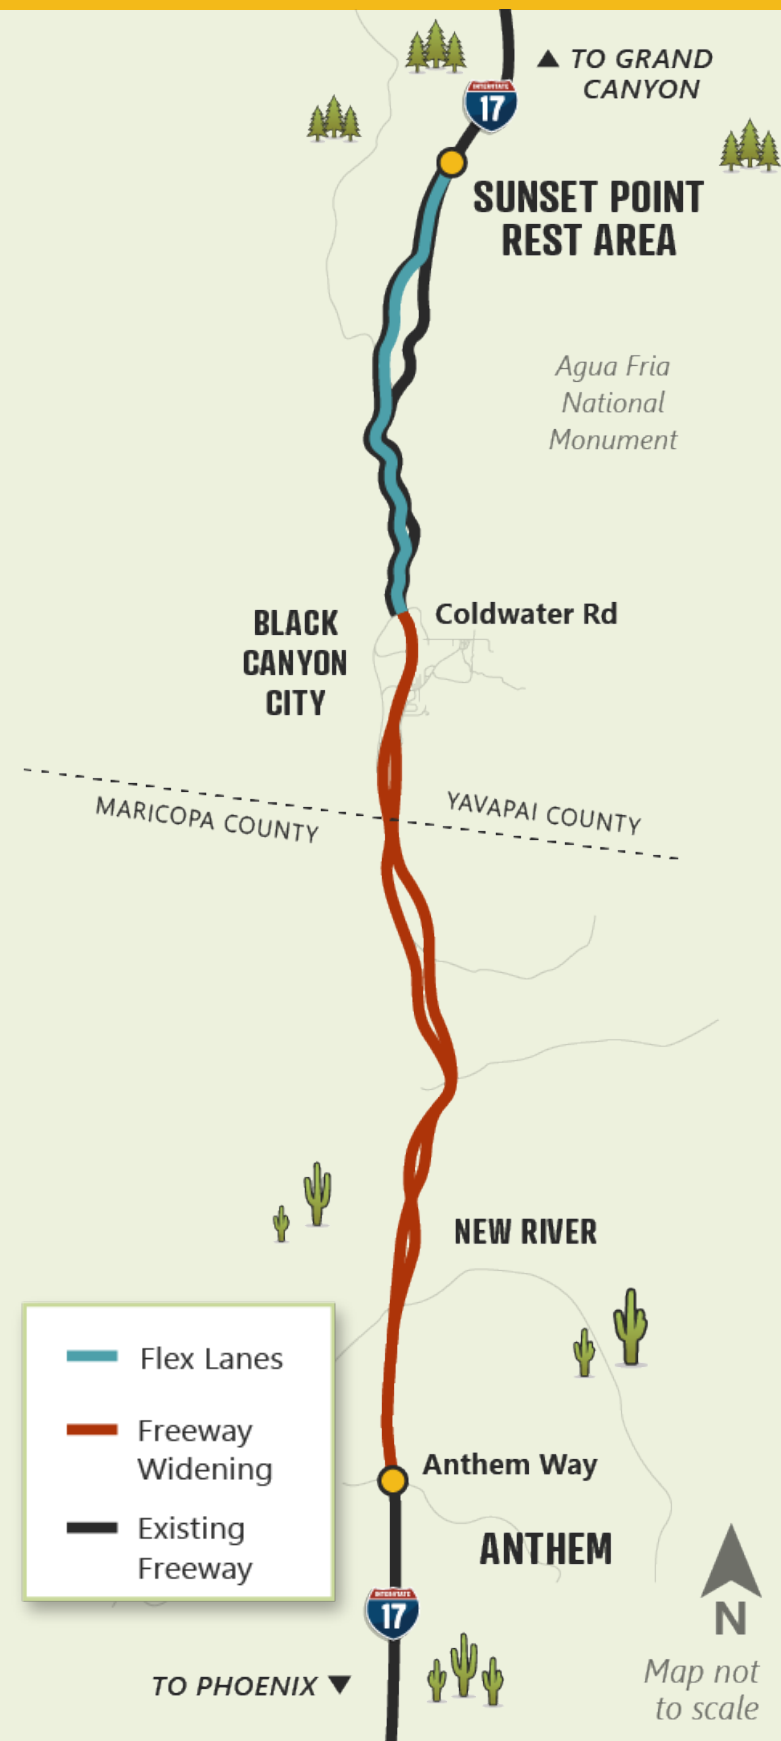 ▲ TO GRAND
CANYON
INTERSTATE
17
SUNSET POINT
REST AREA
Agua Fria
National
Monument
Coldwater Rd
BLACK
CANYON
CITY
MARICOPA COUNTY
YAVAPAI COUNTY
NEW RIVER
Flex Lanes
Freeway
Widening
Existing
Freeway
Anthem Way
ANTHEM
INTERSTATE
17
N
TO PHOENIX ▼
Map not
to scale